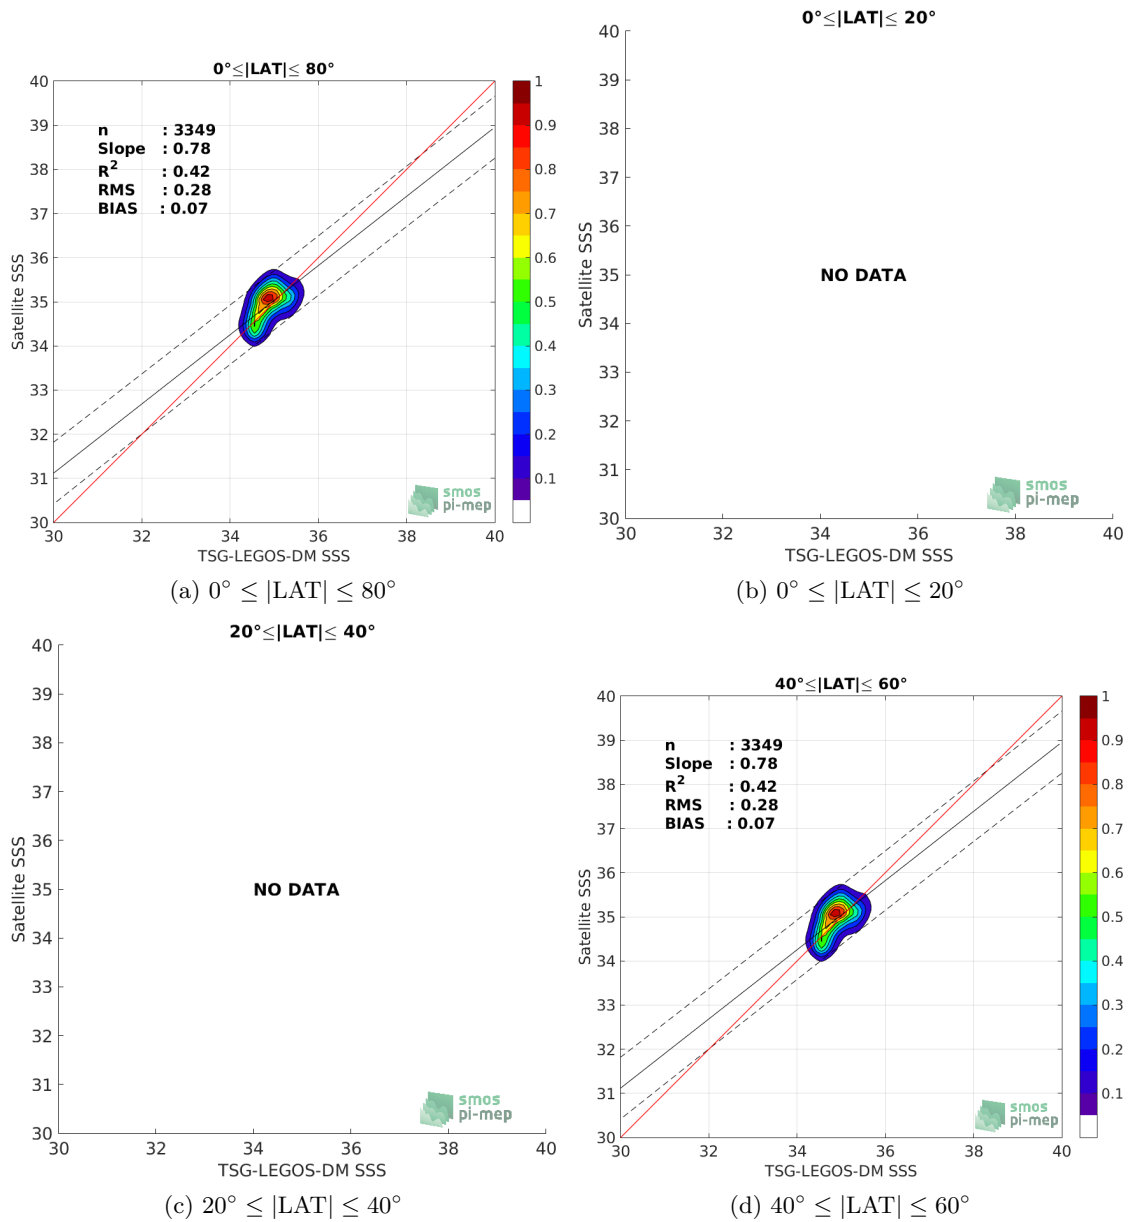 0°≤|LAT|≤ 80°
40
39
38
37
36
35
34
33
32
31
30
Satellite SSS
n : 3349
Slope : 0.78
R² : 0.42
RMS : 0.28
BIAS : 0.07
smos
pi-mep
30 32 34 36 38 40
TSG-LEGOS-DM SSS
1
0.9
0.8
0.7
0.6
0.5
0.4
0.3
0.2
0.1
(a) 0° ≤ |LAT| ≤ 80°
0°≤|LAT|≤ 20°
40
39
38
37
36
35
34
33
32
31
30
Satellite SSS
NO DATA
smos
pi-mep
30 32 34 36 38 40
TSG-LEGOS-DM SSS
(b) 0° ≤ |LAT| ≤ 20°
20°≤|LAT|≤ 40°
40
39
38
37
36
35
34
33
32
31
30
Satellite SSS
NO DATA
smos
pi-mep
30 32 34 36 38 40
TSG-LEGOS-DM SSS
(c) 20° ≤ |LAT| ≤ 40°
40°≤|LAT|≤ 60°
40
39
38
37
36
35
34
33
32
31
30
Satellite SSS
n : 3349
Slope : 0.78
R² : 0.42
RMS : 0.28
BIAS : 0.07
smos
pi-mep
30 32 34 36 38 40
TSG-LEGOS-DM SSS
1
0.9
0.8
0.7
0.6
0.5
0.4
0.3
0.2
0.1
(d) 40° ≤ |LAT| ≤ 60°